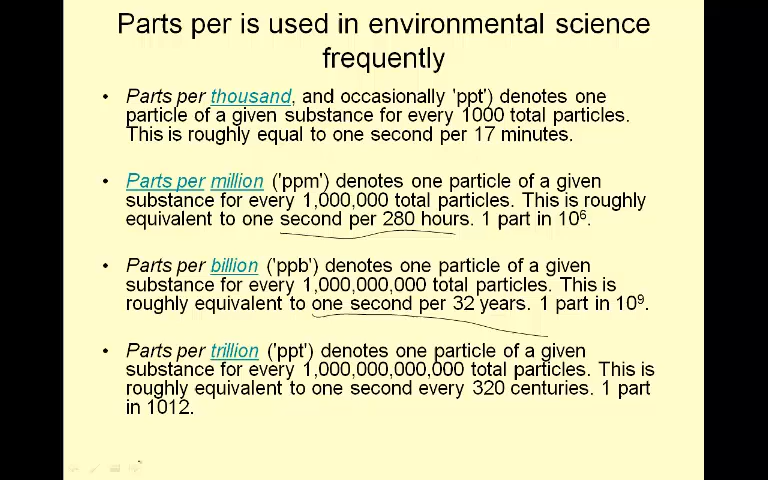 Parts per is used in environmental science
frequently
• Parts per thousand, and occasionally 'ppt') denotes one
particle of a given substance for every 1000 total particles.
This is roughly equal to one second per 17 minutes.
• Parts per million ('ppm') denotes one particle of a given
substance for every 1,000,000 total particles. This is roughly
equivalent to one second per 280 hours. 1 part in 10⁶.
• Parts per billion ('ppb') denotes one particle of a given
substance for every 1,000,000,000 total particles. This is
roughly equivalent to one second per 32 years. 1 part in 10⁹.
• Parts per trillion ('ppt') denotes one particle of a given
substance for every 1,000,000,000,000 total particles. This is
roughly equivalent to one second every 320 centuries. 1 part
in 1012.